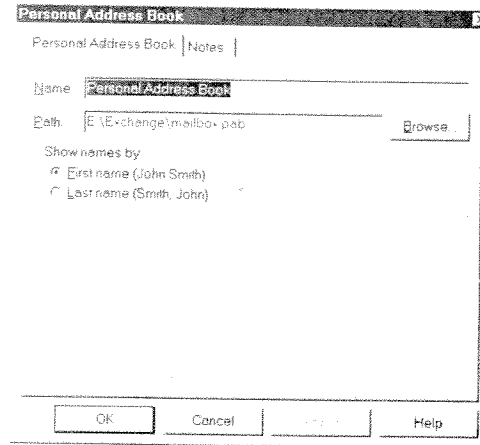 Personal Address Book
Personal Address Book Notes
Name Personal Address Book
Path: E:\Exchange\mailbox.pab Browse...
Show names by
First name (John Smith)
Last name (Smith, John)
OK Cancel Help